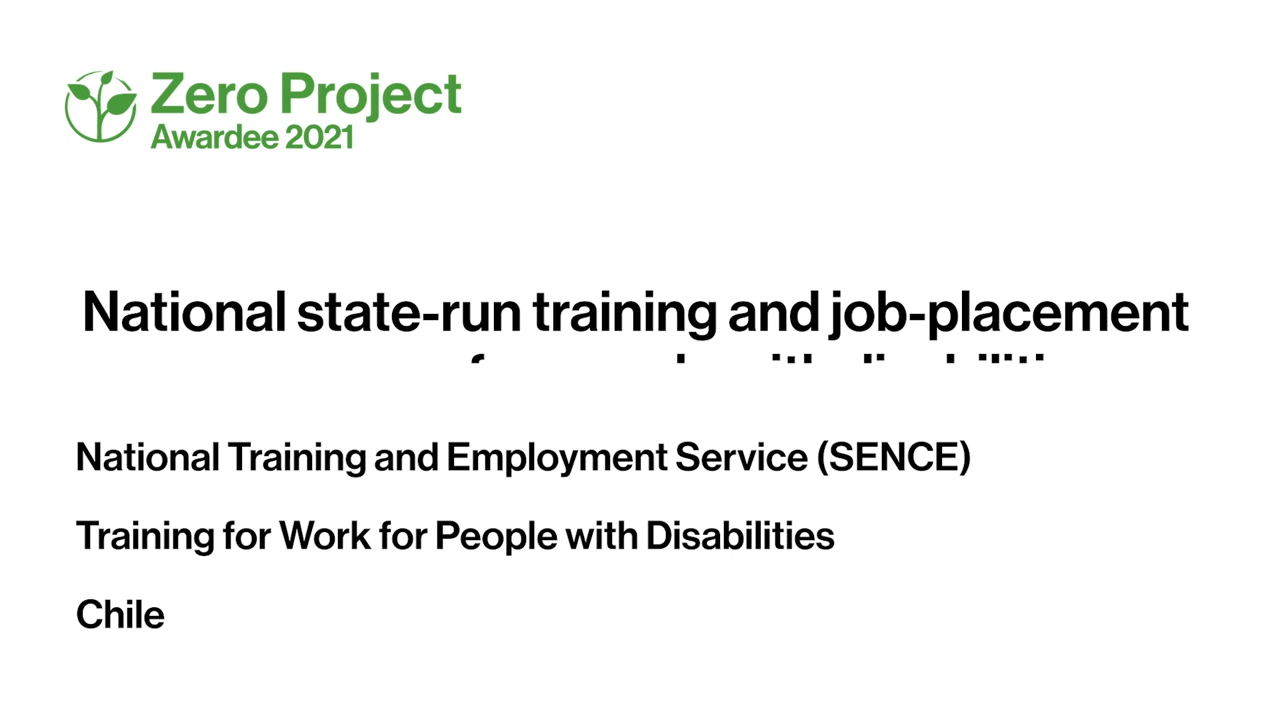 Zero Project
Awardee 2021
National state-run training and job-placement
National Training and Employment Service (SENCE)
Training for Work for People with Disabilities
Chile